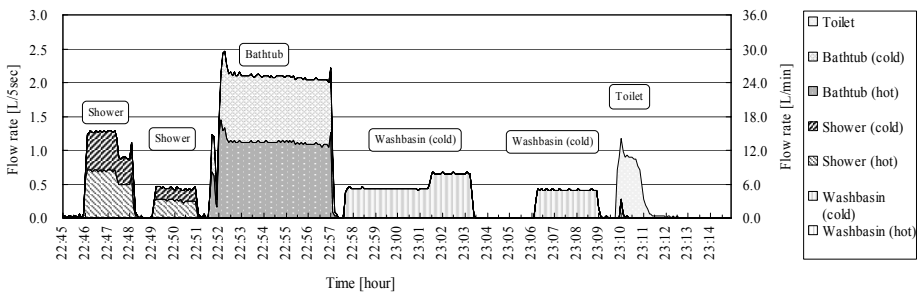 3.0
2.5
2.0
1.5
1.0
0.5
0.0
Flow rate [L/5sec]
36.0
30.0
24.0
18.0
12.0
6.0
0.0
Flow rate [L/min]
Shower
Shower
Bathtub
Washbasin (cold)
Washbasin (cold)
Toilet
22:45
22:46
22:47
22:48
22:49
22:50
22:51
22:52
22:53
22:54
22:55
22:56
22:57
22:58
22:59
23:00
23:01
23:02
23:03
23:04
23:05
23:06
23:07
23:08
23:09
23:10
23:11
23:12
23:13
23:14
Time [hour]
Toilet
Bathtub (cold)
Bathtub (hot)
Shower (cold)
Shower (hot)
Washbasin
(cold)
Washbasin (hot)